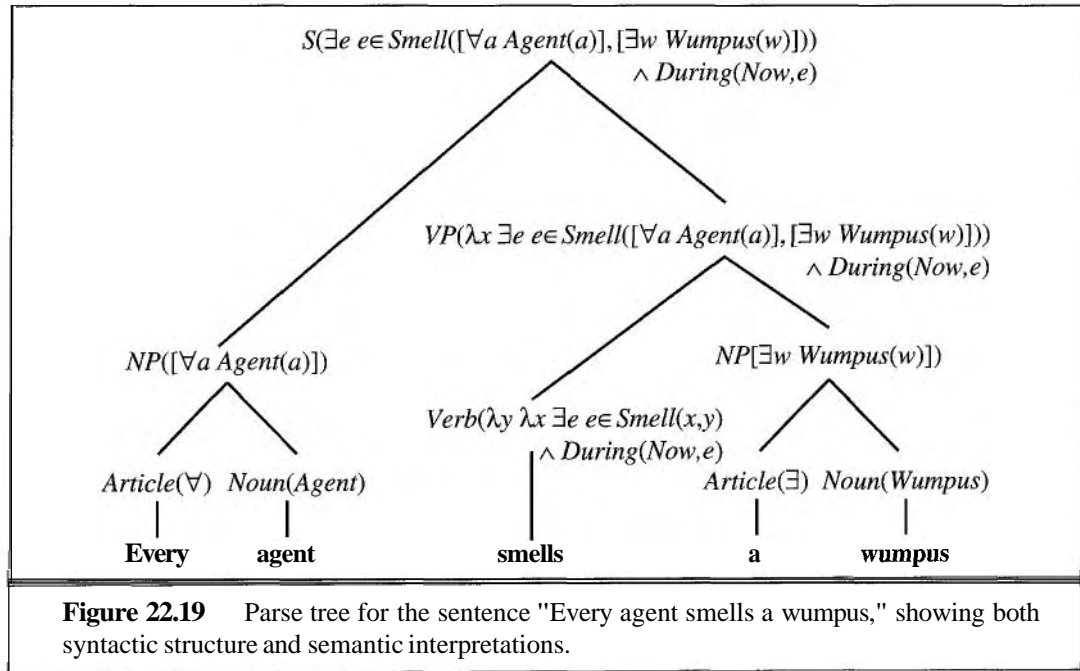 S(∃e e∈Smell([∀a Agent(a)],[∃w Wumpus(w)]))
∧ During(Now,e)
VP(λx ∃e e∈Smell([∀a Agent(a)],[∃w Wumpus(w)]))
∧ During(Now,e)
NP([∀a Agent(a)])
NP[∃w Wumpus(w)])
Verb(λy λx ∃e e∈Smell(x,y)
∧ During(Now,e)
Article(∀) Noun(Agent)
Article(∃) Noun(Wumpus)
Every agent smells a wumpus
Figure 22.19 Parse tree for the sentence "Every agent smells a wumpus," showing both
syntactic structure and semantic interpretations.